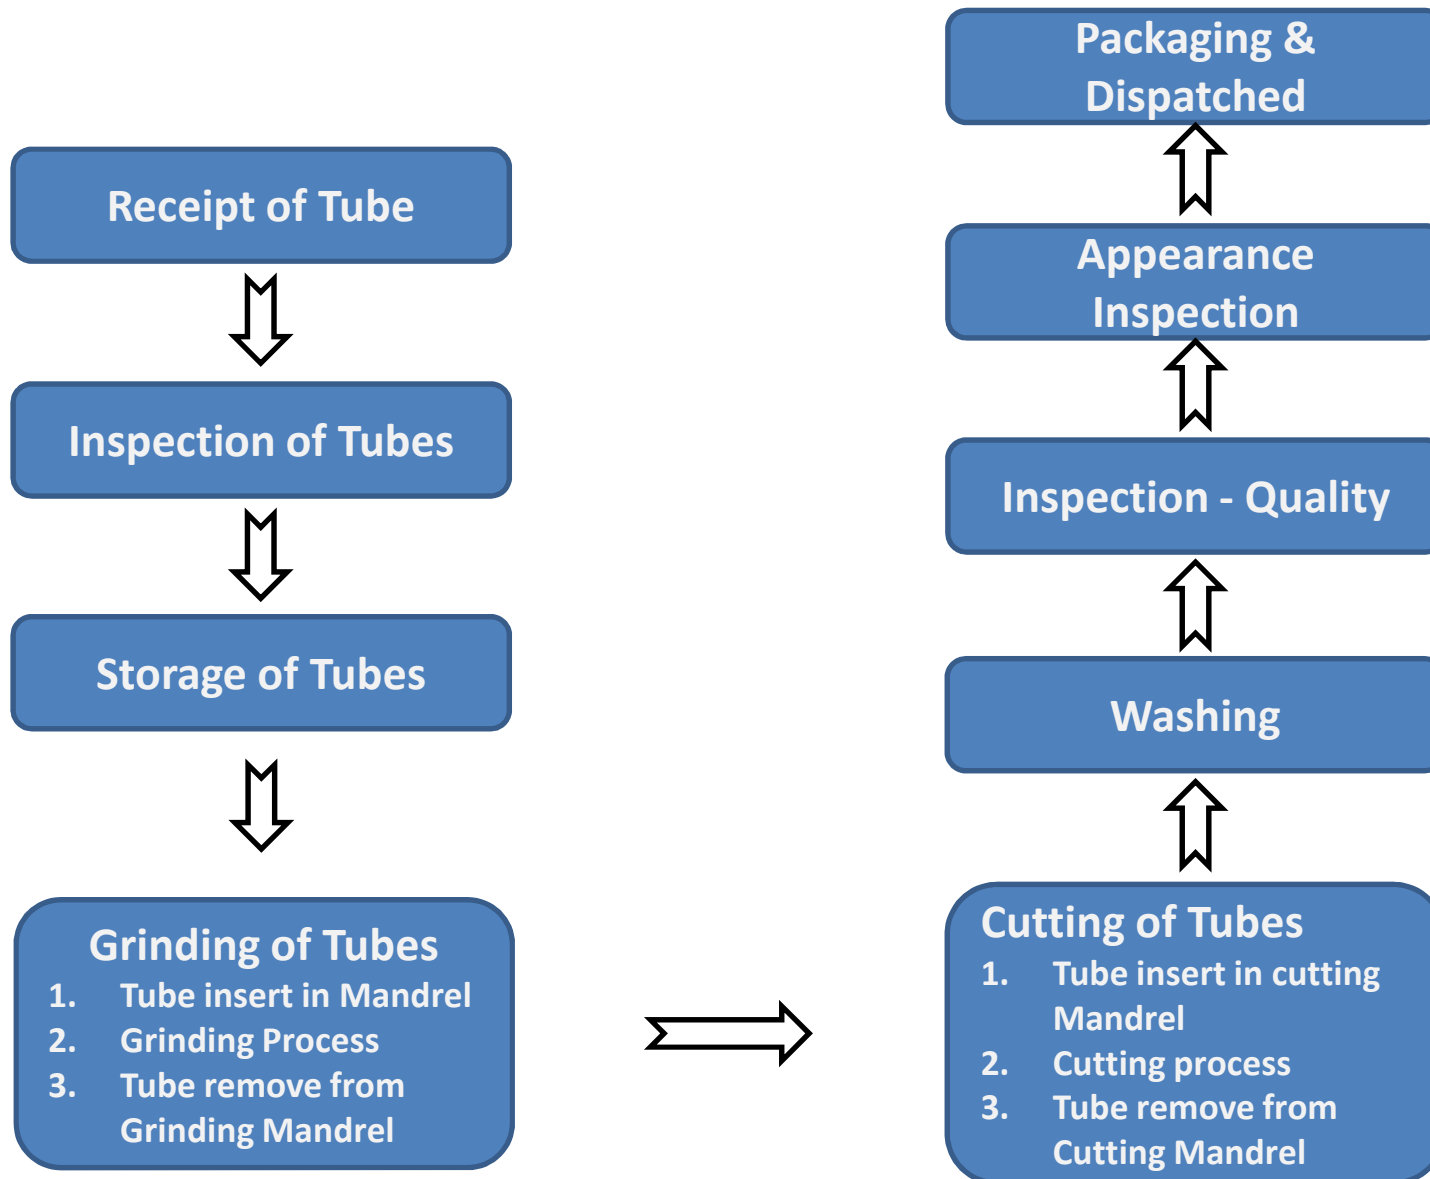 Receipt of Tube
Inspection of Tubes
Storage of Tubes
Grinding of Tubes
1. Tube insert in Mandrel
2. Grinding Process
3. Tube remove from
Grinding Mandrel
Cutting of Tubes
1. Tube insert in cutting
Mandrel
2. Cutting process
3. Tube remove from
Cutting Mandrel
Washing
Inspection - Quality
Appearance
Inspection
Packaging &
Dispatched